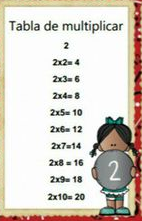 Tabla de multiplicar
2
2x2= 4
2x3= 6
2x4= 8
2x5= 10
2x6= 12
2x7=14
2x8 = 16
2x9= 18
2x10= 20
2